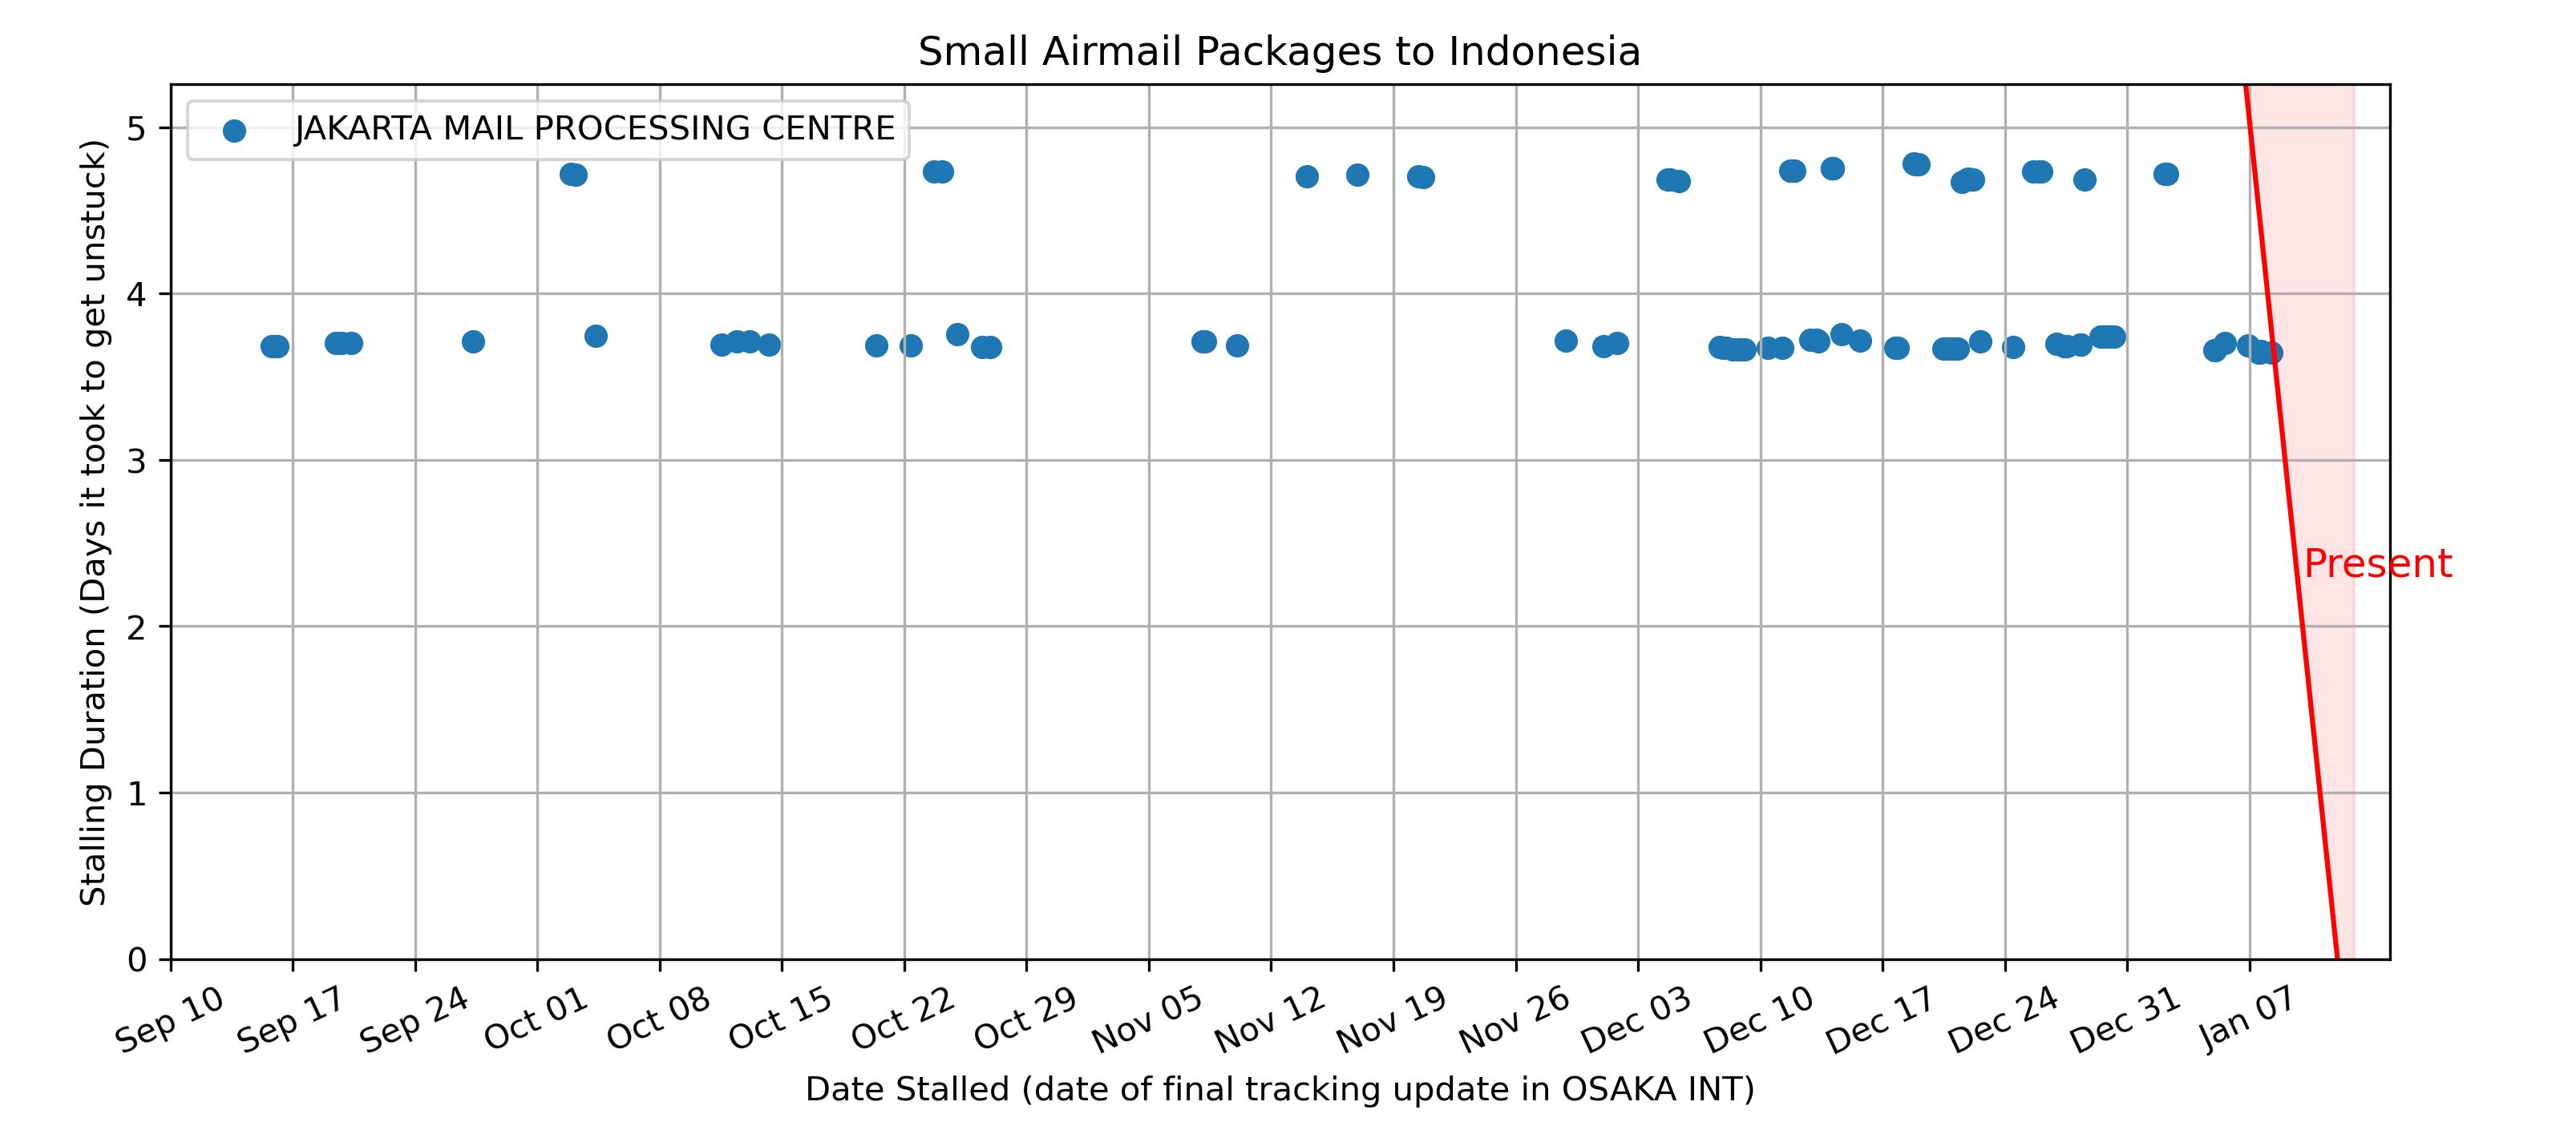 Small Airmail Packages to Indonesia
JAKARTA MAIL PROCESSING CENTRE
Stalling Duration (Days it took to get unstuck)
5
4
3
2
1
0
Present
Sep 10
Sep 17
Sep 24
Oct 01
Oct 08
Oct 15
Oct 22
Oct 29
Nov 05
Nov 12
Nov 19
Nov 26
Dec 03
Dec 10
Dec 17
Dec 24
Dec 31
Jan 07
Date Stalled (date of final tracking update in OSAKA INT)